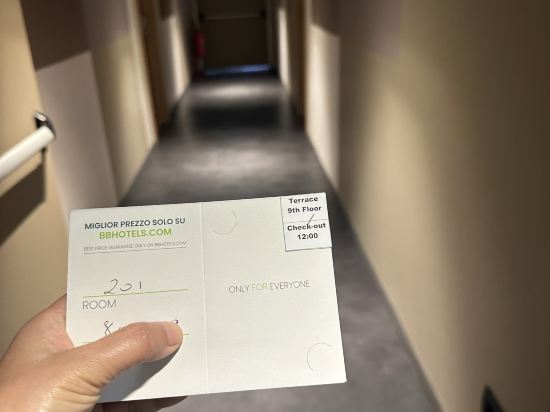 MIGLIOR PREZZO SOLO SU
BBHOTELS.COM
BEST PRICE GUARANTEE ONLY ON BBHOTELS.COM
201
ROOM
Terrace
9th Floor
Check-out
12:00
ONLY FOR EVERYONE